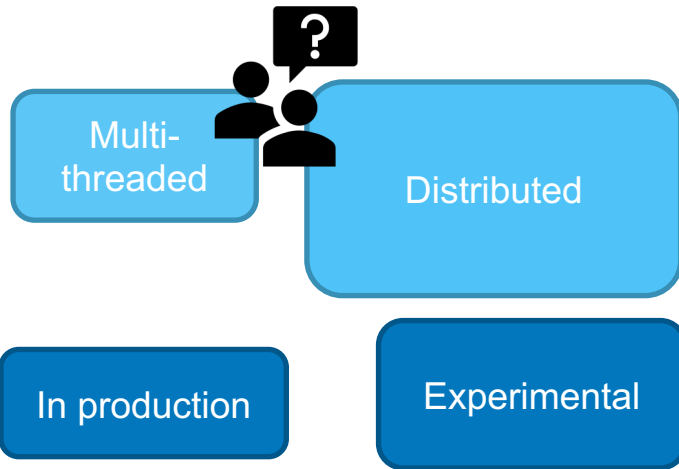 ?
Multi-
threaded
Distributed
In production
Experimental